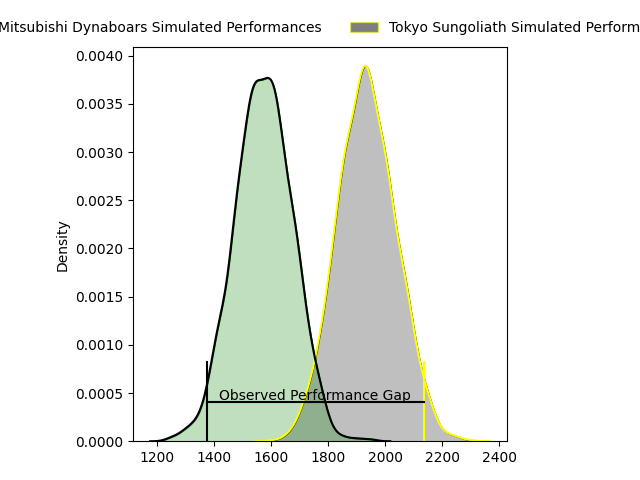 Mitsubishi Dynaboars Simulated Performances
Tokyo Sungoliath Simulated Perform
0.0040
0.0035
0.0030
0.0025
0.0020
0.0015
0.0010
0.0005
0.0000
Density
Observed Performance Gap
1200 1400 1600 1800 2000 2200 2400